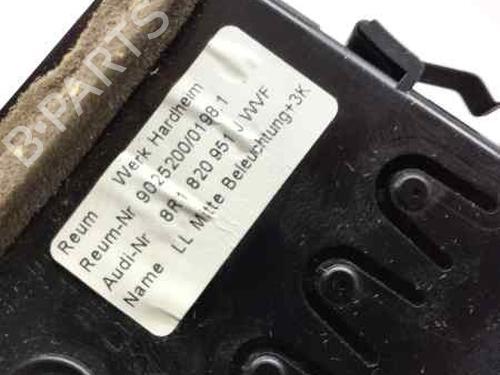 Reum Werk Hardheim
Reum-Nr 9025200/0198.1
Audi-Nr 8R1 820 951 J WVF
Name LL Mitte Beleuchtung+3K
B-PARTS